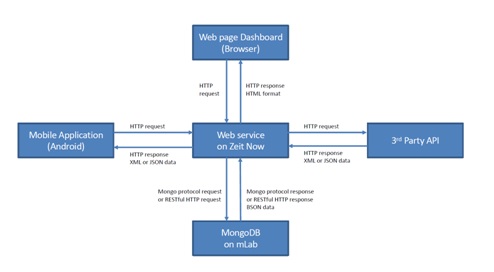 Web page Dashboard
(Browser)
HTTP
request
HTTP response
HTML format
Mobile Application
(Android)
HTTP request
HTTP response
XML or JSON data
Web service
on Zeit Now
HTTP request
HTTP response
XML or JSON data
3rd Party API
Mongo protocol request
or RESTful HTTP request
Mongo protocol response
or RESTful HTTP response
BSON data
MongoDB
on mLab